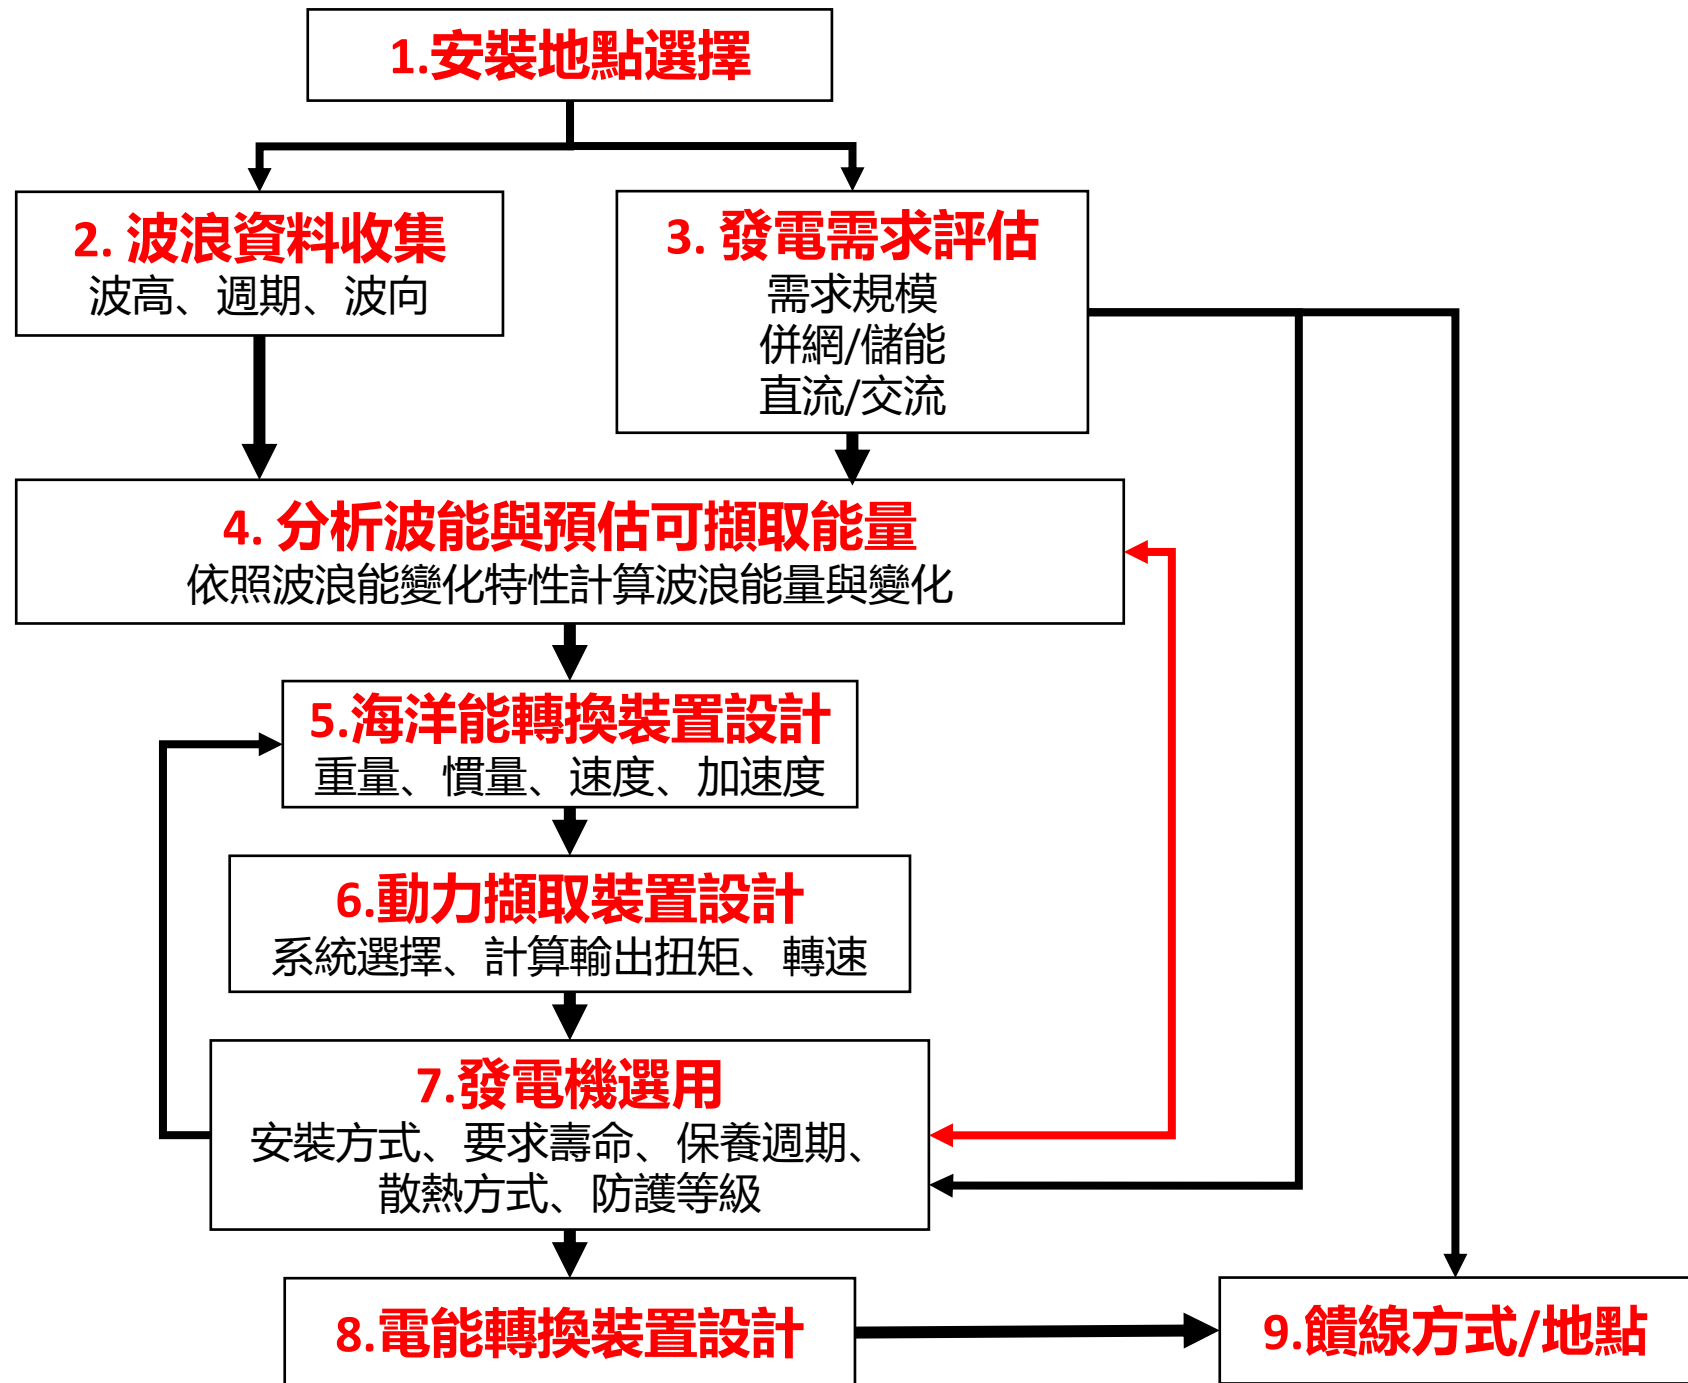 1.安裝地點選擇
2. 波浪資料收集
波高、週期、波向
3. 發電需求評估
需求規模
併網/儲能
直流/交流
4. 分析波能與預估可擷取能量
依照波浪能變化特性計算波浪能量與變化
5.海洋能轉換裝置設計
重量、慣量、速度、加速度
6.動力擷取裝置設計
系統選擇、計算輸出扭矩、轉速
7.發電機選用
安裝方式、要求壽命、保養週期、
散熱方式、防護等級
8.電能轉換裝置設計
9.饋線方式/地點